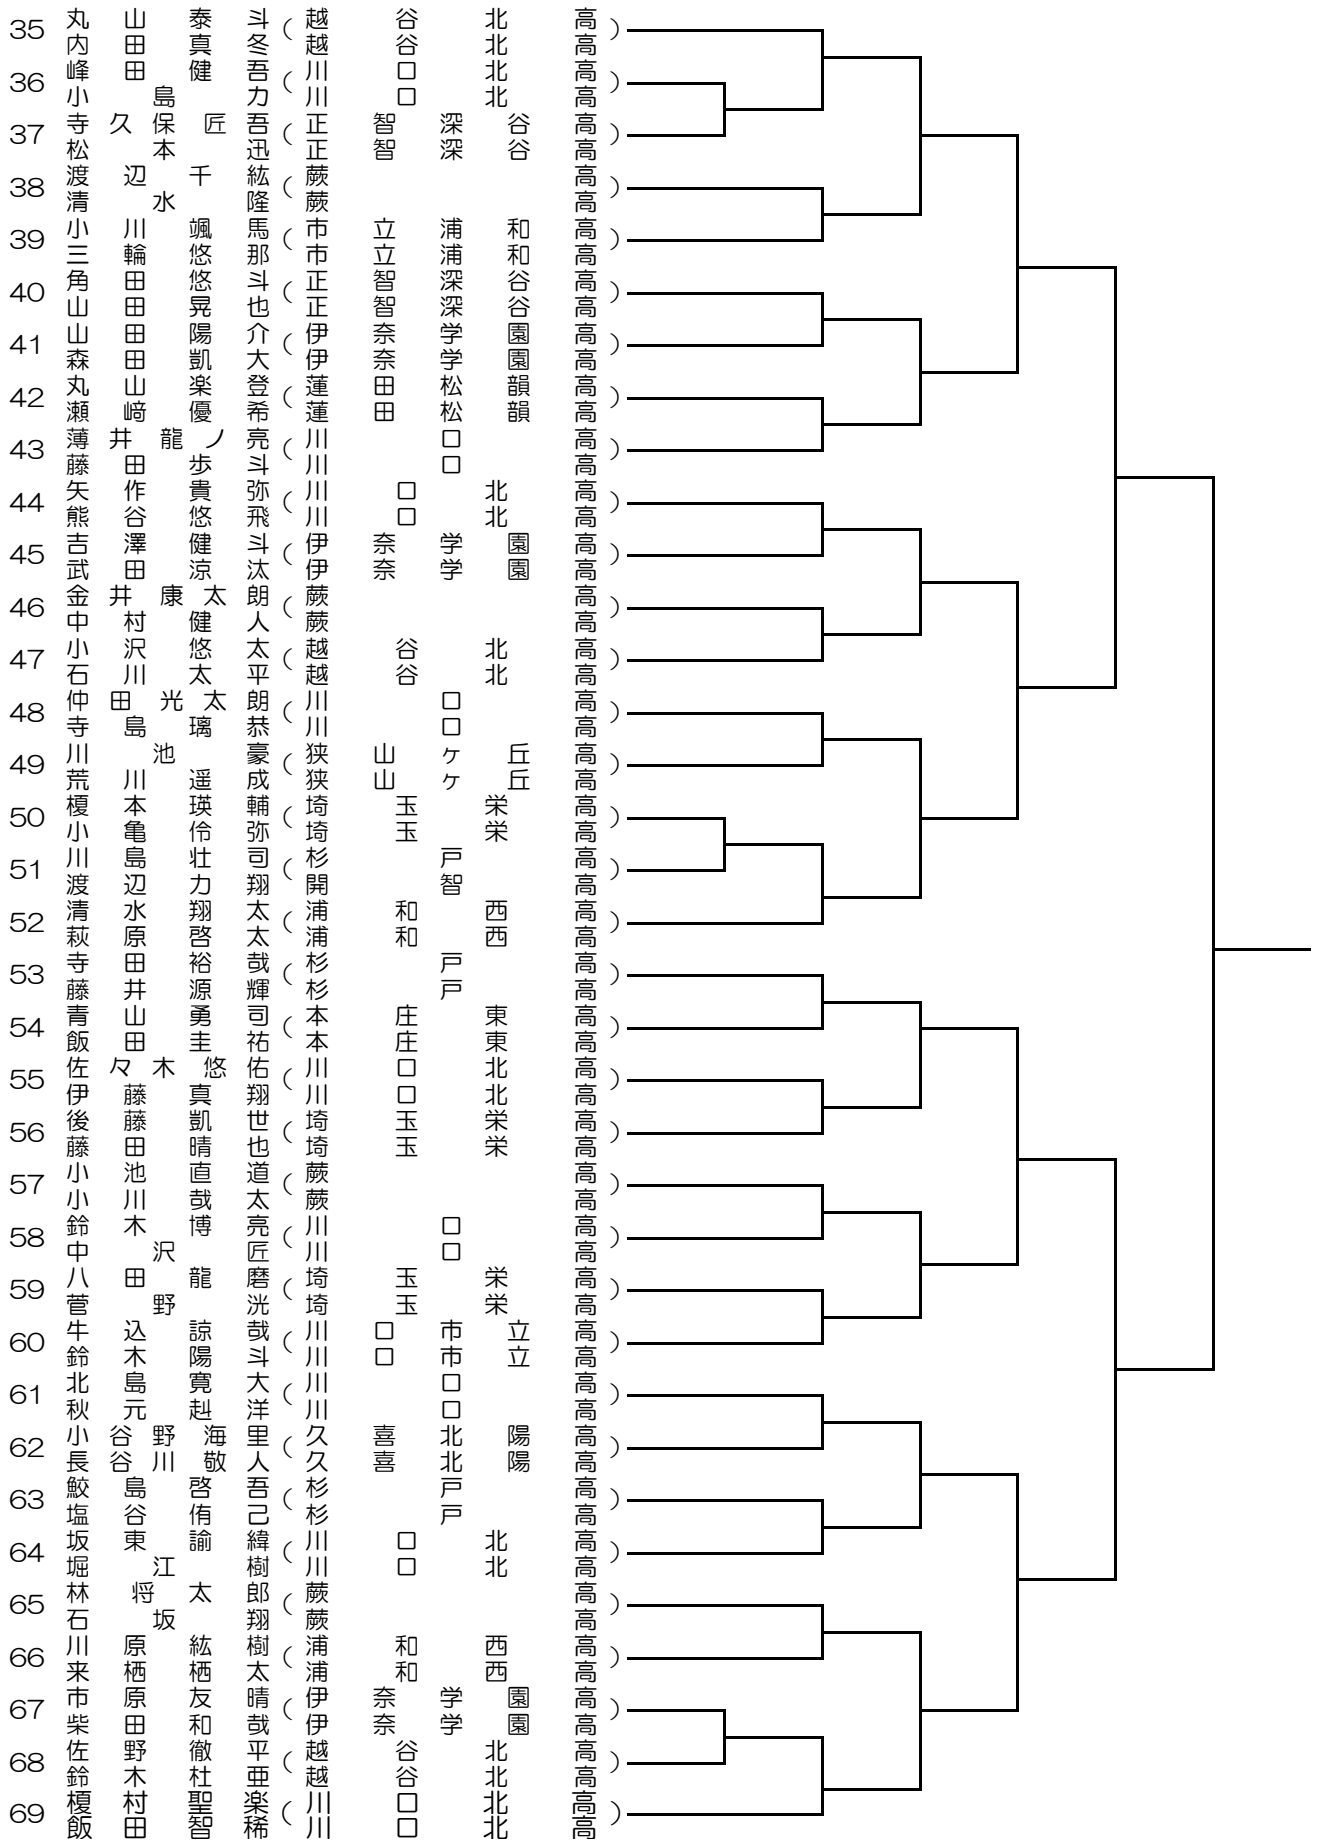 35 丸山泰斗（越谷北高）
内田真冬 越谷北高
36 峰田健吾（川口北高）
小島力 川口北高
37 寺久保匠吾（正智深谷高）
松本迅 正智深谷高
38 渡辺千紘（蕨高）
清水隆 蕨高
39 小川颯馬（市立浦和高）
三輪悠那 市立浦和高
40 角田悠斗（正智深谷高）
山田晃也 正智深谷高
41 山田陽介（伊奈学園高）
森田凱大 伊奈学園高
42 丸山楽登（蓮田松韻高）
瀬﨑優希 蓮田松韻高
43 薄井龍ノ亮（川口高）
藤田歩斗 川口高
44 矢作貴弥（川口北高）
熊谷悠飛 川口北高
45 吉澤健斗（伊奈学園高）
武田涼汰 伊奈学園高
46 金井康太朗（蕨高）
中村健人 蕨高
47 小沢悠太（越谷北高）
石川太平 越谷北高
48 仲田光太朗（川口高）
寺島璃恭 川口高
49 川池豪（狭山ヶ丘高）
荒川遥成 狭山ヶ丘高
50 榎本瑛輔（埼玉栄高）
小亀伶弥 埼玉栄高
51 川島壮司（杉戸高）
渡辺力翔 開智高
52 清水翔太（浦和西高）
萩原啓太 浦和西高
53 寺田裕哉（杉戸高）
藤井源輝 杉戸高
54 青山勇司（本庄東高）
飯田圭祐 本庄東高
55 佐々木悠佑（川口北高）
伊藤真翔 川口北高
56 後藤凱世（埼玉栄高）
藤田晴也 埼玉栄高
57 小池直道（蕨高）
小川哉太 蕨高
58 鈴木博亮（川口高）
中沢匠 川口高
59 八田龍磨（埼玉栄高）
菅野洸 埼玉栄高
60 牛込諒哉（川口市立高）
鈴木陽斗 川口市立高
61 北島寛大（川口高）
秋元赳洋 川口高
62 小谷野海里（久喜北陽高）
長谷川敬人 久喜北陽高
63 鮫島啓吾（杉戸高）
塩谷侑己 杉戸高
64 坂東諭緯（川口北高）
堀江樹 川口北高
65 林将太郎（蕨高）
石坂翔 蕨高
66 川原紘樹（浦和西高）
来栖栖太 浦和西高
67 市原友晴（伊奈学園高）
柴田和哉 伊奈学園高
68 佐野徹平（越谷北高）
鈴木杜亜 越谷北高
69 榎村聖楽（川口北高）
飯田智稀 川口北高